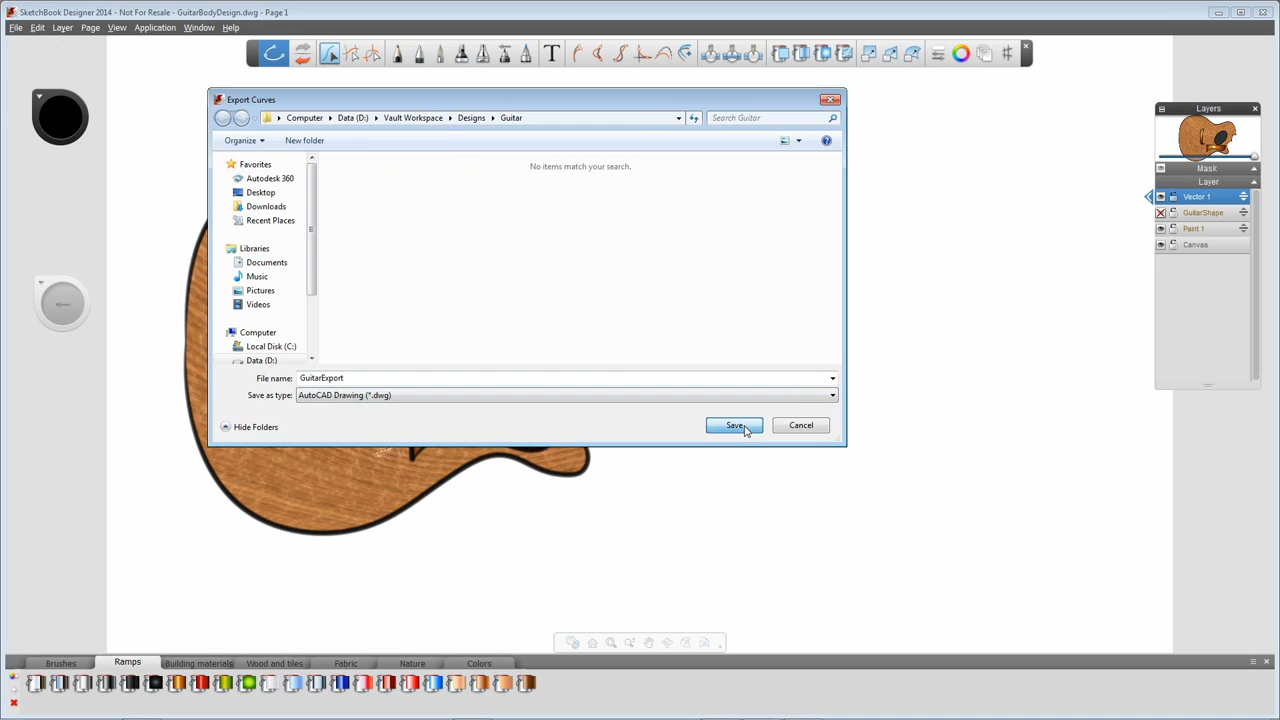 SketchBook Designer 2014 - Not For Resale - GuitarBodyDesign.dwg - Page 1
File Edit Layer Page View Application Window Help
T
Export Curves
Computer Data (D:) Vault Workspace Designs Guitar
Search Guitar
Organize New folder
No items match your search.
Favorites
Autodesk 360
Desktop
Downloads
Recent Places
Libraries
Documents
Music
Pictures
Videos
Computer
Local Disk (C:)
Data (D:)
File name: GuitarExport
Save as type: AutoCAD Drawing (*.dwg)
Hide Folders
Save Cancel
Layers
Mask
Layer
Vector 1
GuitarShape
Paint 1
Canvas
Brushes Ramps Building materials Wood and tiles Fabric Nature Colors